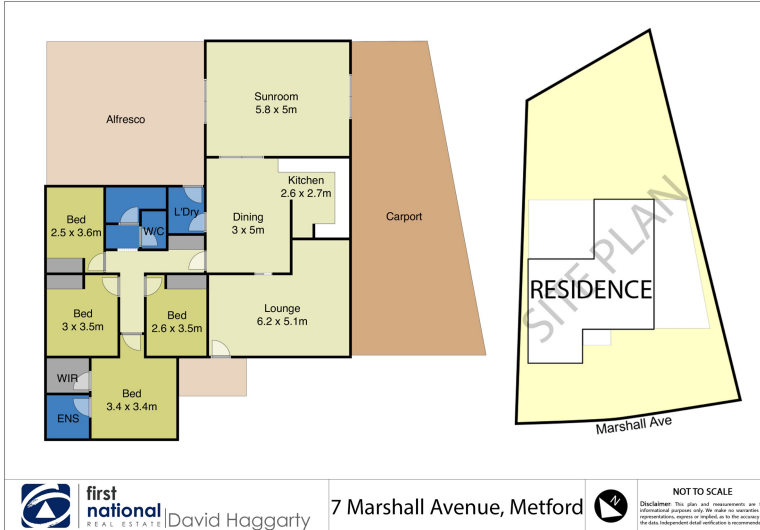 Alfresco
Sunroom
5.8 x 5m
Kitchen
2.6 x 2.7m
Carport
Bed
2.5 x 3.6m
W/C
L'Dry
Dining
3 x 5m
Bed
3 x 3.5m
Bed
2.6 x 3.5m
Lounge
6.2 x 5.1m
WIR
ENS
Bed
3.4 x 3.4m
SITE PLAN
RESIDENCE
Marshall Ave
first
national
REAL ESTATE
David Haggarty
7 Marshall Avenue, Metford
N
NOT TO SCALE
Disclaimer: This plan and measurements are
informational purposes only. We make no warranties
representations, express or implied, as to the accuracy
the data. Independent detail verification is